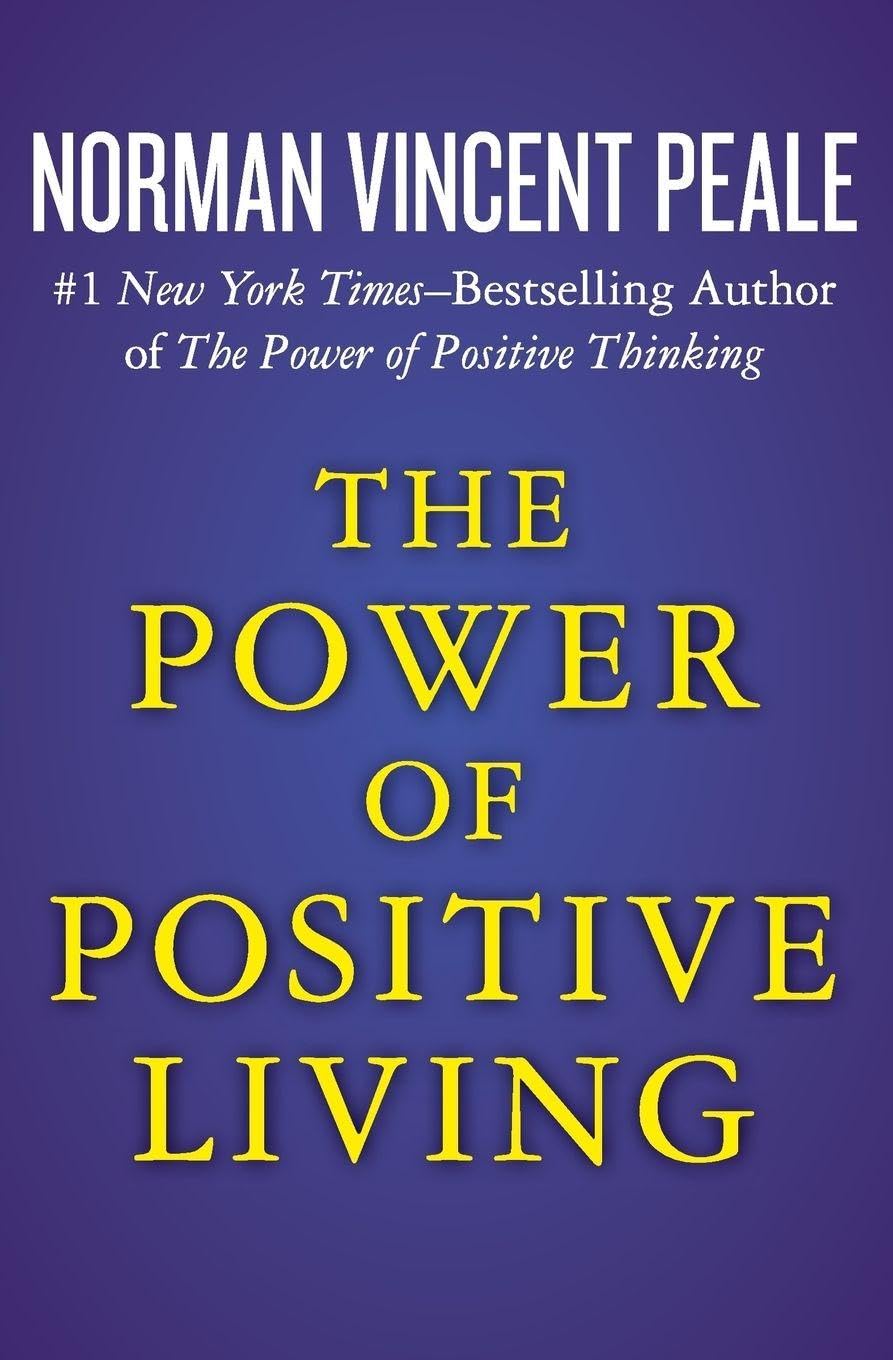 NORMAN VINCENT PEALE
#1 New York Times–Bestselling Author
of The Power of Positive Thinking
THE
POWER
OF
POSITIVE
LIVING